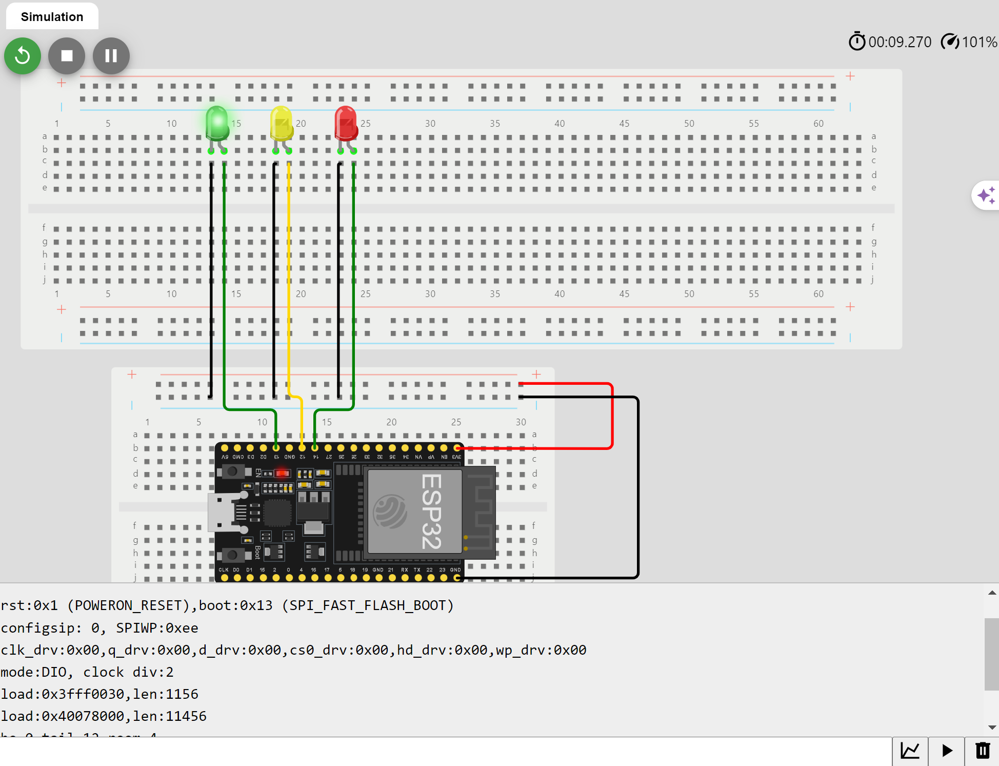 Simulation
00:09.270 101%
1 5 10 15 20 25 30 35 40 45 50 55 60
a a
b b
c c
d d
e e
f f
g g
h h
i i
j j
1 5 10 15 20 25 30 35 40 45 50 55 60
1 5 10 15 20 25 30
a a
b b
5V CMD D3 D2 13 GND 12 14 27 26 25 33 32 35 34 VN VP EN 3V3
c c
d d
EN
e e
ESP32
f f
g g
h h
Boot
i i
CLK D0 D1 15 2 0 4 16 17 5 18 19 GND 21 RX TX 22 23 GND
j j
rst:0x1 (POWERON_RESET),boot:0x13 (SPI_FAST_FLASH_BOOT)
configsip: 0, SPIWP:0xee
clk_drv:0x00,q_drv:0x00,d_drv:0x00,cs0_drv:0x00,hd_drv:0x00,wp_drv:0x00
mode:DIO, clock div:2
load:0x3fff0030,len:1156
load:0x40078000,len:11456